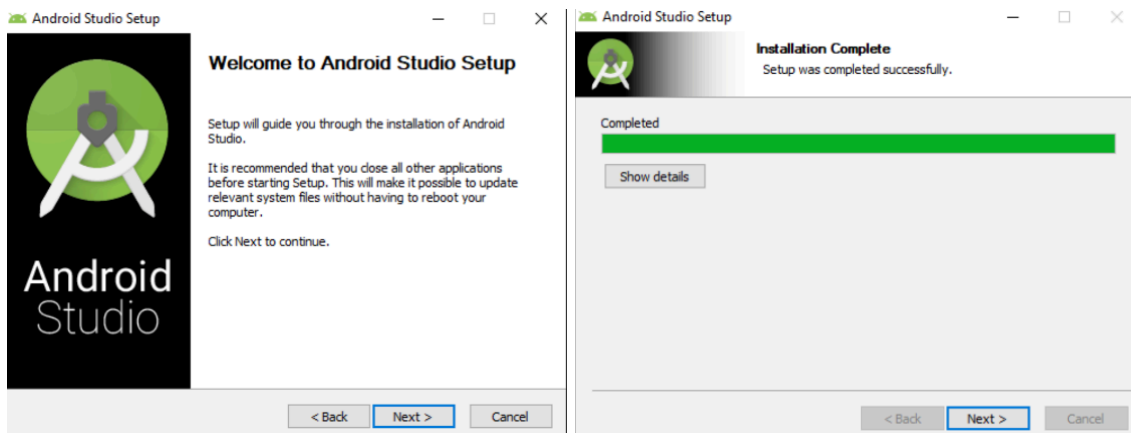 Android Studio Setup
Welcome to Android Studio Setup
Setup will guide you through the installation of Android
Studio.
It is recommended that you close all other applications
before starting Setup. This will make it possible to update
relevant system files without having to reboot your
computer.
Click Next to continue.
Android
Studio
< Back
Next >
Cancel
Android Studio Setup
Installation Complete
Setup was completed successfully.
Completed
Show details
< Back
Next >
Cancel